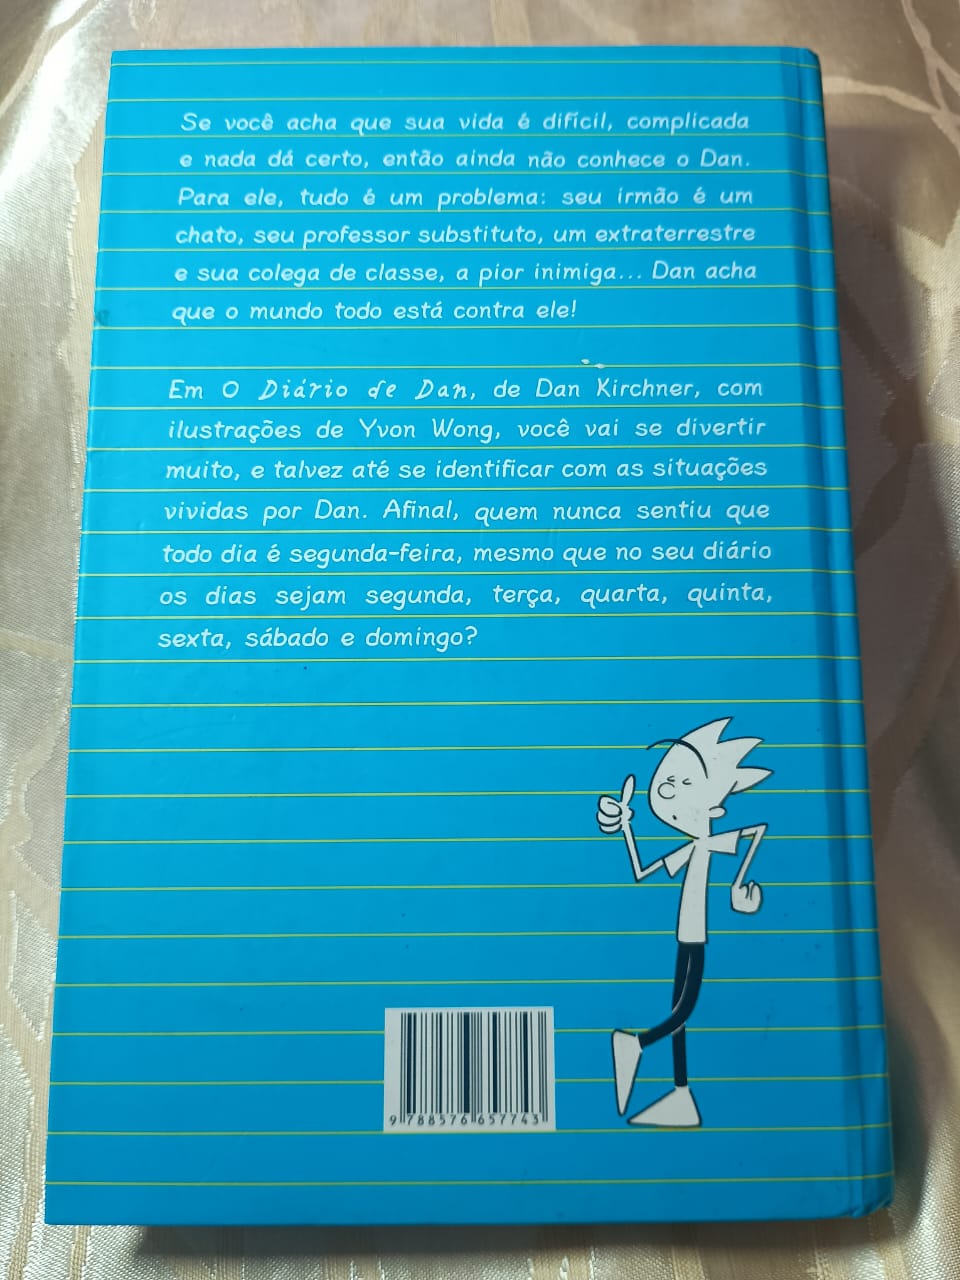 Se você acha que sua vida é difícil, complicada
e nada dá certo, então ainda não conhece o Dan.
Para ele, tudo é um problema: seu irmão é um
chato, seu professor substituto, um extraterrestre
e sua colega de classe, a pior inimiga... Dan acha
que o mundo todo está contra ele!
Em O Diário de Dan, de Dan Kirchner, com
ilustrações de Yvon Wong, você vai se divertir
muito, e talvez até se identificar com as situações
vividas por Dan. Afinal, quem nunca sentiu que
todo dia é segunda-feira, mesmo que no seu diário
os dias sejam segunda, terça, quarta, quinta,
sexta, sábado e domingo?
9 788576 657743